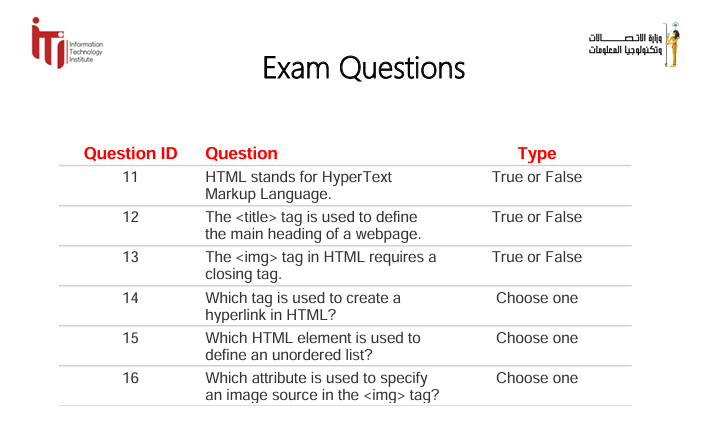 ITI
Information
Technology
Institute
وزارة الاتصالات
وتكنولوجيا المعلومات
Exam Questions
Question ID Question Type
11 HTML stands for HyperText True or False
Markup Language.
12 The <title> tag is used to define True or False
the main heading of a webpage.
13 The <img> tag in HTML requires a True or False
closing tag.
14 Which tag is used to create a Choose one
hyperlink in HTML?
15 Which HTML element is used to Choose one
define an unordered list?
16 Which attribute is used to specify Choose one
an image source in the <img> tag?